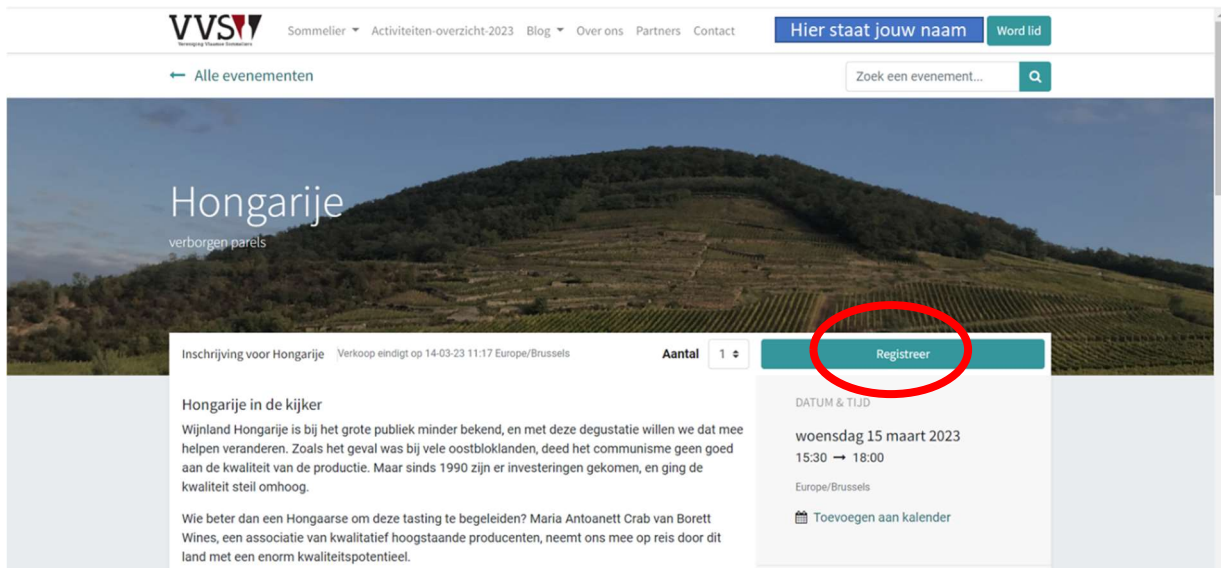 VVS
Vereniging Vlaamse Sommeliers
Sommelier Activiteiten-overzicht-2023 Blog Over ons Partners Contact
Hier staat jouw naam
Word lid
← Alle evenementen
Zoek een evenement...
Hongarije
verborgen parels
Inschrijving voor Hongarije Verkoop eindigt op 14-03-23 11:17 Europe/Brussels Aantal 1 Registreer
Hongarije in de kijker
Wijnland Hongarije is bij het grote publiek minder bekend, en met deze degustatie willen we dat mee
helpen veranderen. Zoals het geval was bij vele oostbloklanden, deed het communisme geen goed
aan de kwaliteit van de productie. Maar sinds 1990 zijn er investeringen gekomen, en ging de
kwaliteit steil omhoog.
Wie beter dan een Hongaarse om deze tasting te begeleiden? Maria Antoanett Crab van Borett
Wines, een associatie van kwalitatief hoogstaande producenten, neemt ons mee op reis door dit
land met een enorm kwaliteitspotentieel.
DATUM & TIJD
woensdag 15 maart 2023
15:30 → 18:00
Europe/Brussels
Toevoegen aan kalender